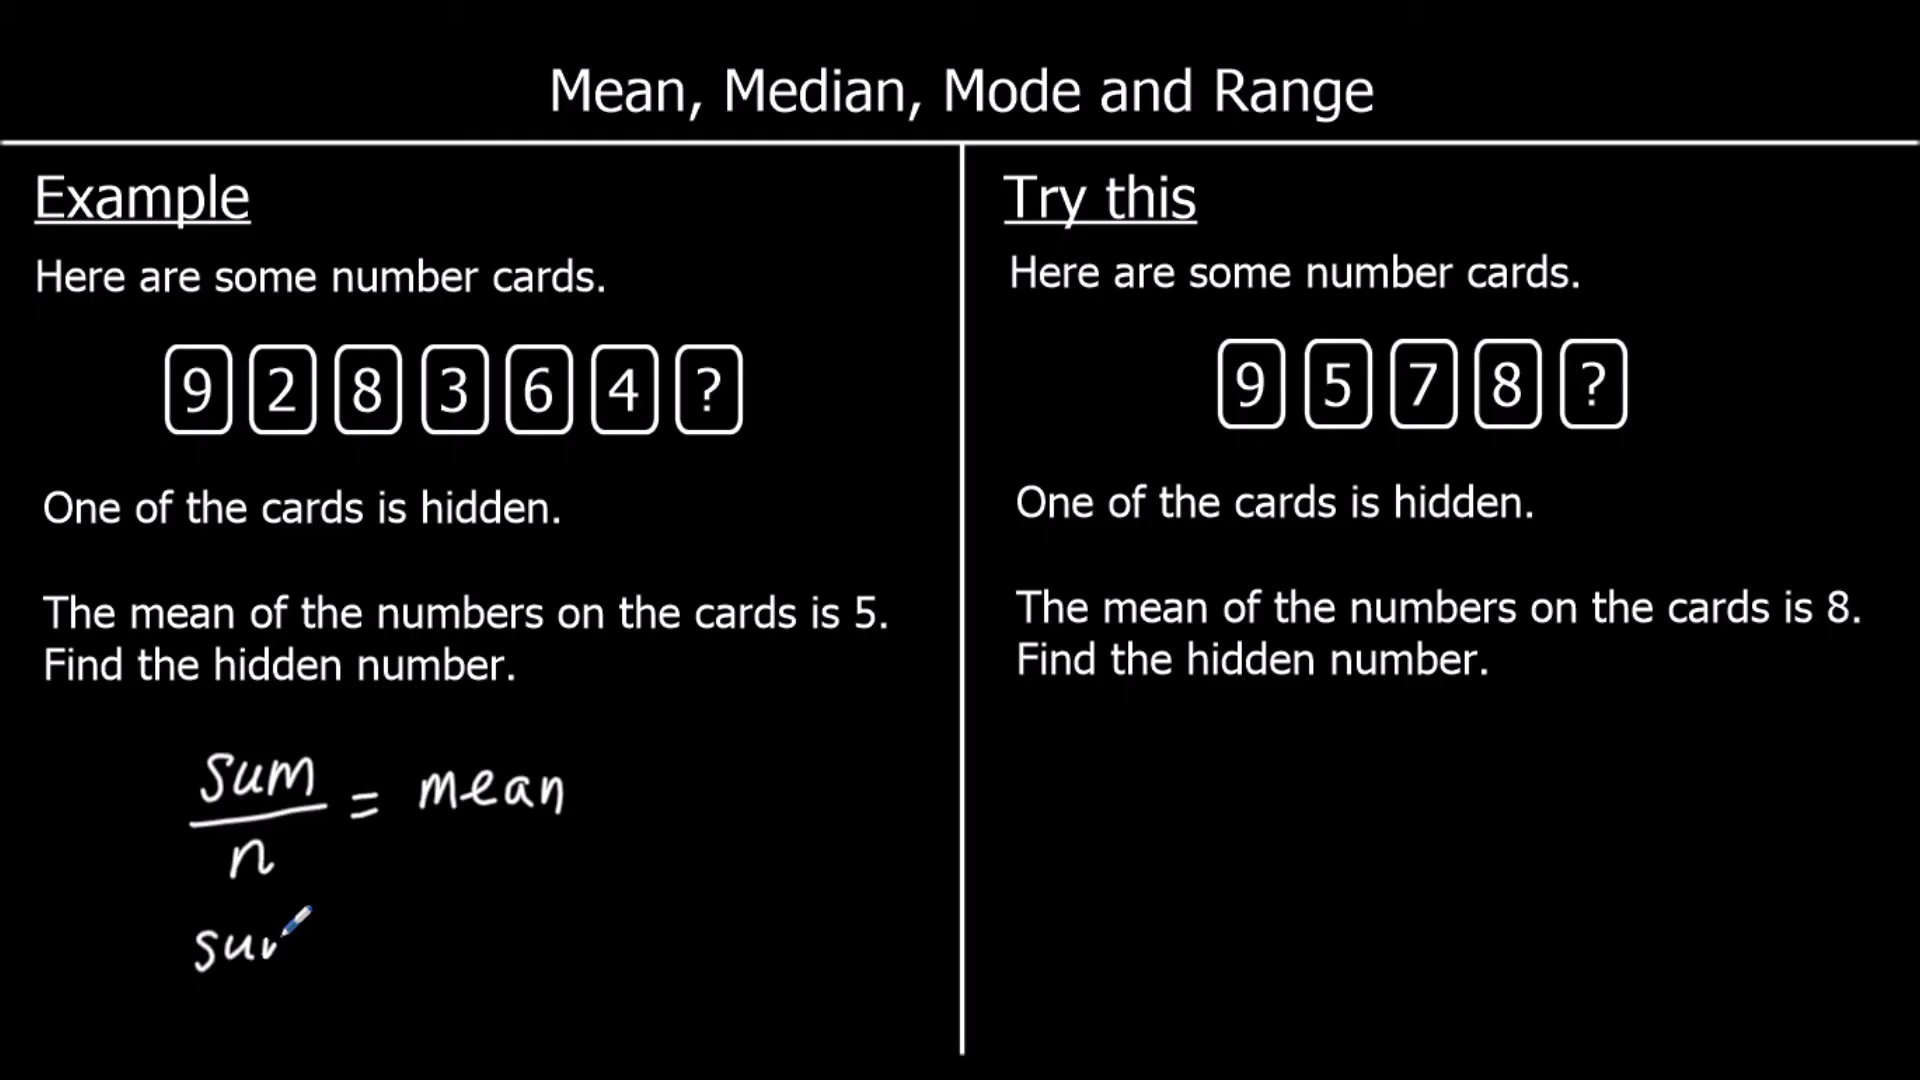 Mean, Median, Mode and Range
Example
Here are some number cards.
9 2 8 3 6 4 ?
One of the cards is hidden.
The mean of the numbers on the cards is 5.
Find the hidden number.
sum
n
= mean
Try this
Here are some number cards.
9 5 7 8 ?
One of the cards is hidden.
The mean of the numbers on the cards is 8.
Find the hidden number.